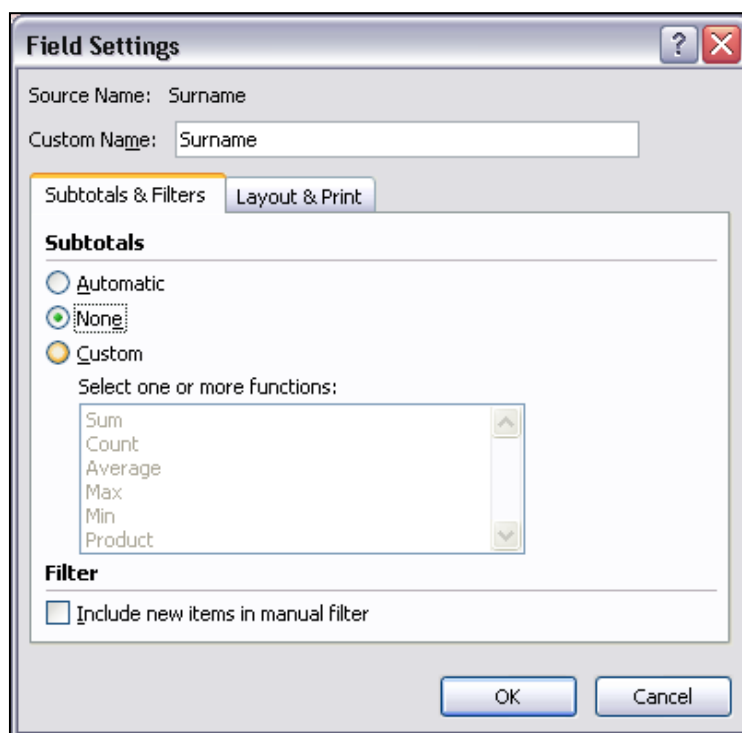 Field Settings
?
Source Name: Surname
Custom Name: Surname
Subtotals & Filters Layout & Print
Subtotals
Automatic
None
Custom
Select one or more functions:
Sum
Count
Average
Max
Min
Product
Filter
Include new items in manual filter
OK Cancel